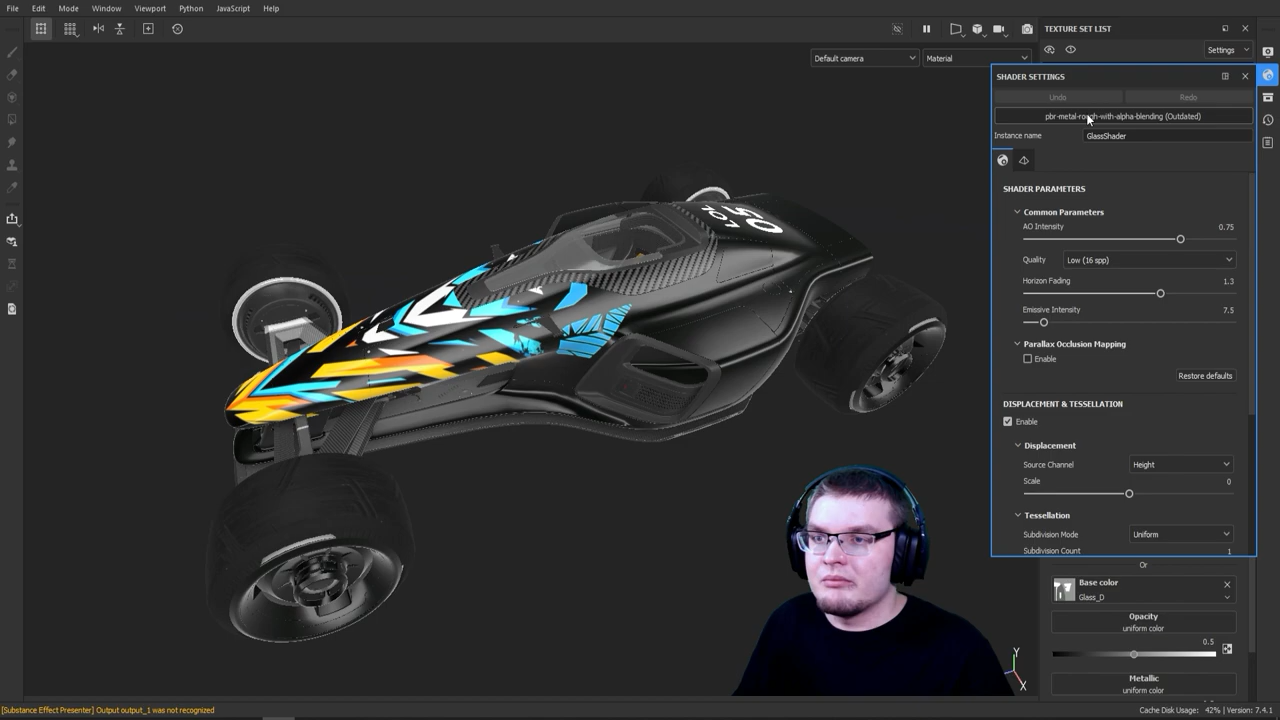 File Edit Mode Window Viewport Python JavaScript Help
TEXTURE SET LIST
Settings
Default camera
Material
SHADER SETTINGS
Undo
Redo
pbr-metal-rough-with-alpha-blending (Outdated)
Instance name
GlassShader
SHADER PARAMETERS
Common Parameters
AO Intensity
0.75
Quality
Low (16 spp)
Horizon Fading
1.3
Emissive Intensity
7.5
Parallax Occlusion Mapping
Enable
Restore defaults
DISPLACEMENT & TESSELLATION
Enable
Displacement
Source Channel
Height
Scale
0
Tessellation
Subdivision Mode
Uniform
Subdivision Count
1
Or
Base color
Glass_D
Opacity
uniform color
0.5
Metallic
uniform color
05
LOL
Y
X
[Substance Effect Presenter] Output output_1 was not recognized
Cache Disk Usage: 42% | Version: 7.4.1